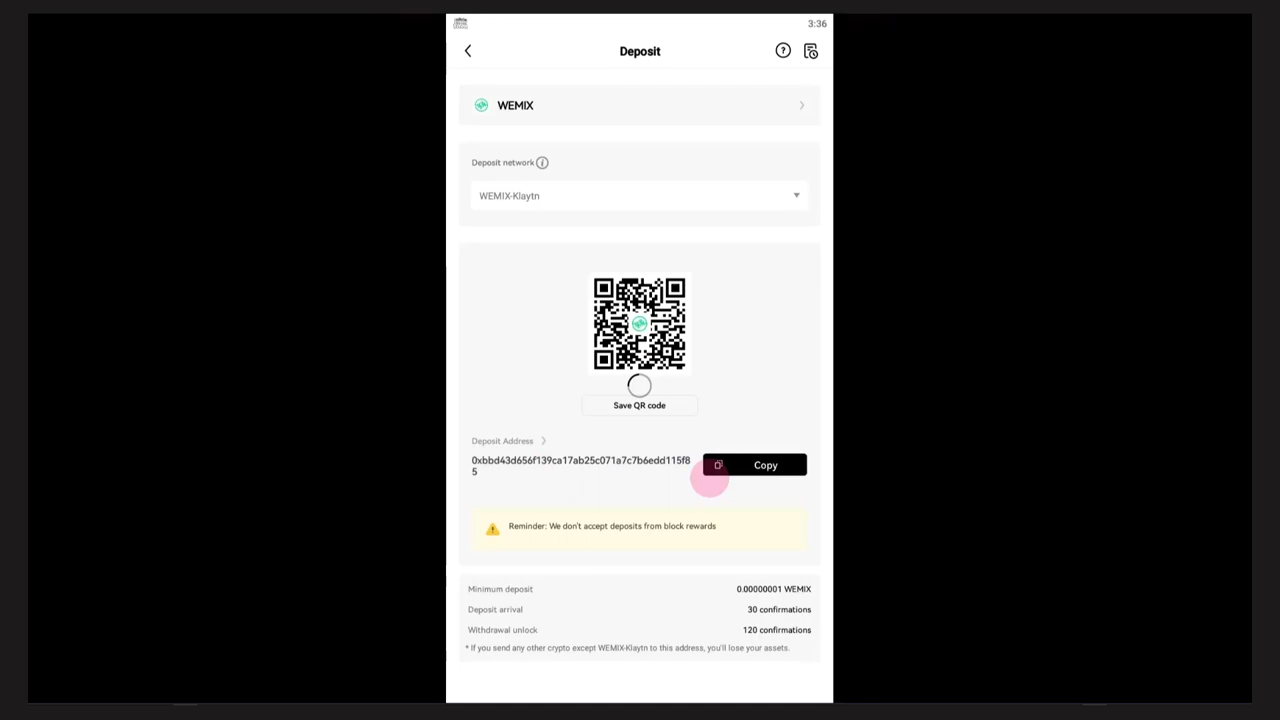 3:36
Deposit
WEMIX
Deposit network
WEMIX-Klaytn
Save QR code
Deposit Address
0xbbd43d656f139ca17ab25c071a7c7b6edd115f8
5
Copy
Reminder: We don't accept deposits from block rewards
Minimum deposit 0.00000001 WEMIX
Deposit arrival 30 confirmations
Withdrawal unlock 120 confirmations
* If you send any other crypto except WEMIX-Klaytn to this address, you'll lose your assets.